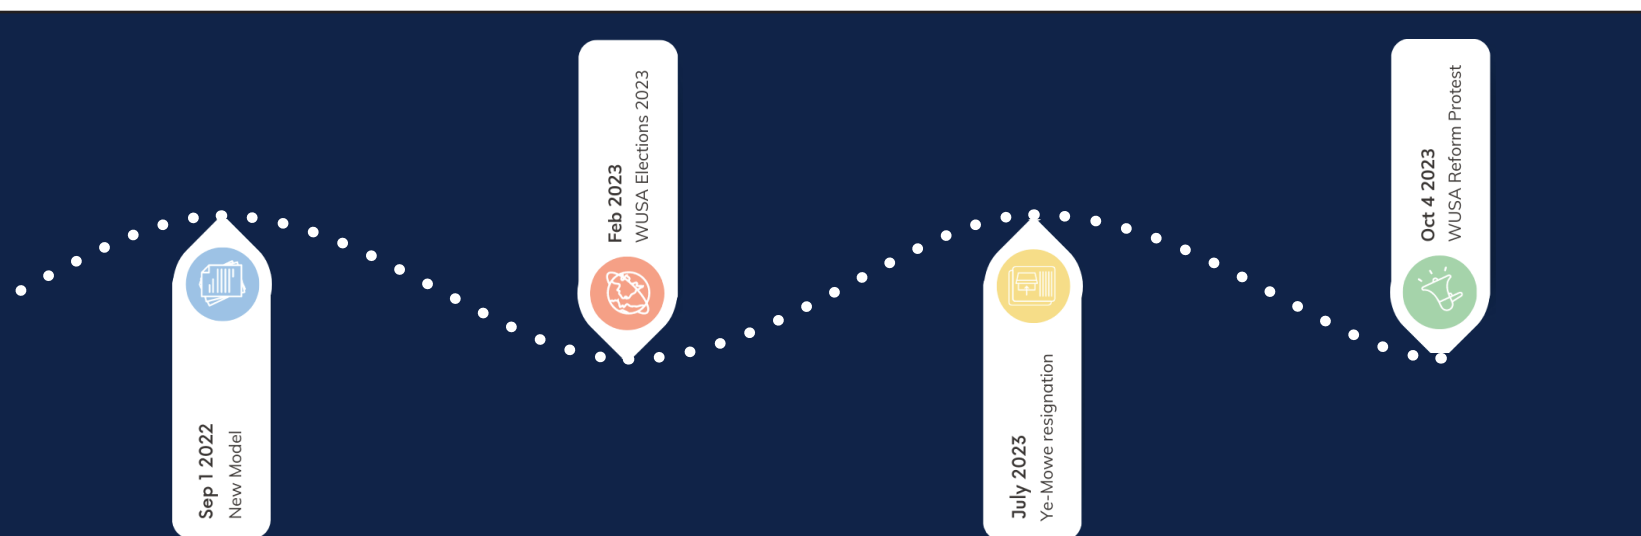 Sep 1 2022
New Model
Feb 2023
WUSA Elections 2023
July 2023
Ye-Mowe resignation
Oct 4 2023
WUSA Reform Protest